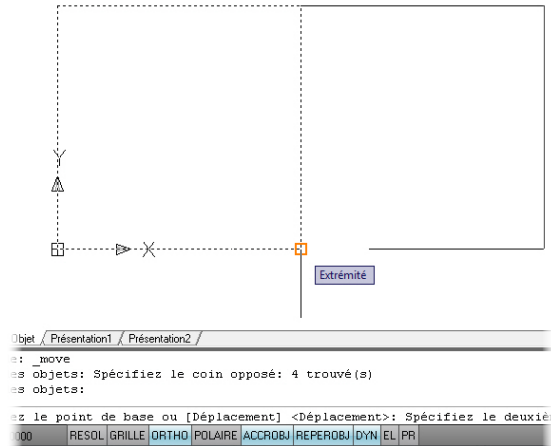 Y
X
Extrémité
Objet / Présentation1 / Présentation2 /
: _move
es objets: Spécifiez le coin opposé: 4 trouvé(s)
es objets:
ez le point de base ou [Déplacement] <Déplacement>: Spécifiez le deuxiè
000 RESOL GRILLE ORTHO POLAIRE ACCROBJ REPEROBJ DYN EL PR